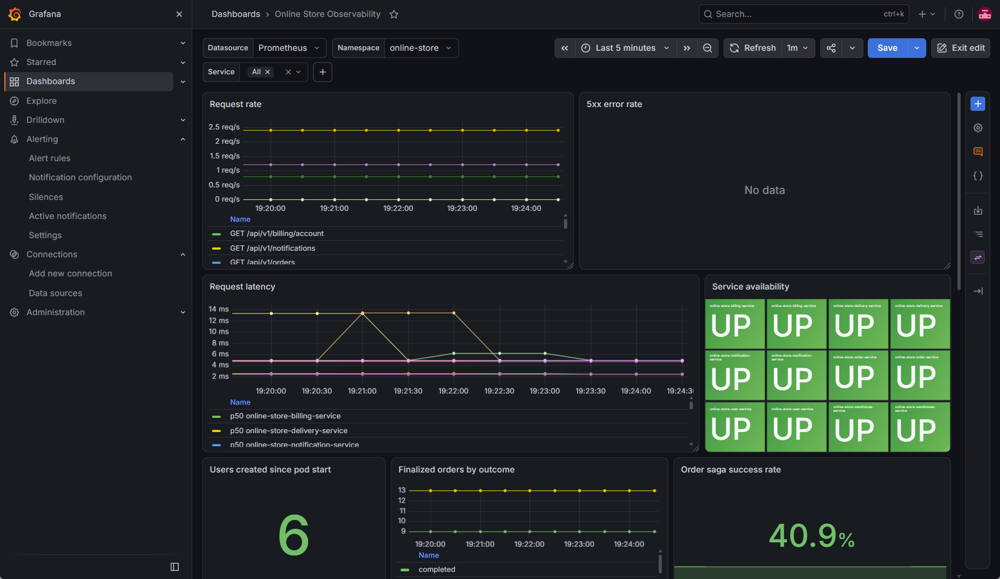 Grafana
Dashboards › Online Store Observability
Search...
ctrl+k
Bookmarks
Starred
Dashboards
Explore
Drilldown
Alerting
Alert rules
Notification configuration
Silences
Active notifications
Settings
Connections
Add new connection
Data sources
Administration
Datasource Prometheus
Namespace online-store
Last 5 minutes
Refresh 1m
Save
Exit edit
Service All
Request rate
2.5 req/s
2 req/s
1.5 req/s
1 req/s
0.5 req/s
0 req/s
19:20:00 19:21:00 19:22:00 19:23:00 19:24:00
Name
GET /api/v1/billing/account
GET /api/v1/notifications
GET /api/v1/orders
5xx error rate
No data
Request latency
14 ms
12 ms
10 ms
8 ms
6 ms
4 ms
2 ms
19:20:00 19:20:30 19:21:00 19:21:30 19:22:00 19:22:30 19:23:00 19:23:30 19:24:00 19:24:30
Name
p50 online-store-billing-service
p50 online-store-delivery-service
p50 online-store-notification-service
Service availability
online-store-billing-service
UP
online-store-billing-service
UP
online-store-delivery-service
UP
online-store-delivery-service
UP
online-store-notification-
service
UP
online-store-notification-
service
UP
online-store-order-service
UP
online-store-order-service
UP
online-store-user-service
UP
online-store-user-service
UP
online-store-warehouse-
service
UP
online-store-warehouse-
service
UP
Users created since pod start
6
Finalized orders by outcome
13
12
11
10
9
19:20:00 19:21:00 19:22:00 19:23:00 19:24:00
Name
completed
Order saga success rate
40.9%